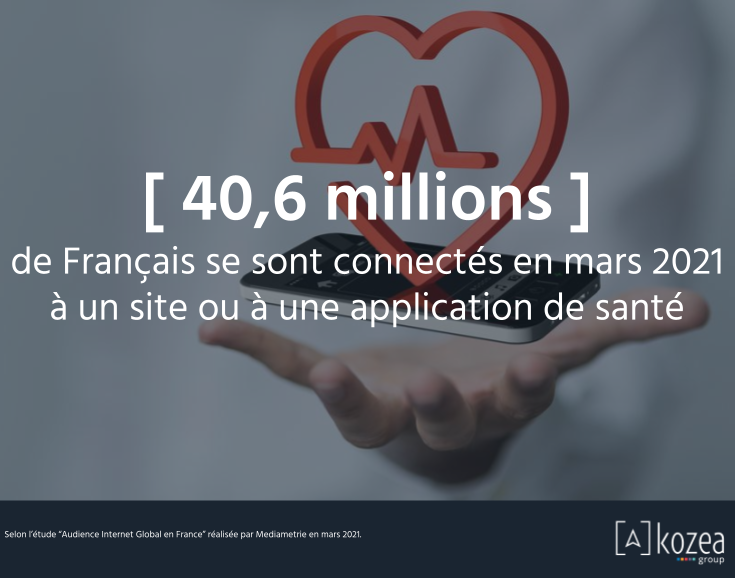 [ 40,6 millions ]
de Français se sont connectés en mars 2021
à un site ou à une application de santé
Selon l'étude "Audience Internet Global en France" réalisée par Mediametrie en mars 2021.
[A]kozea
group